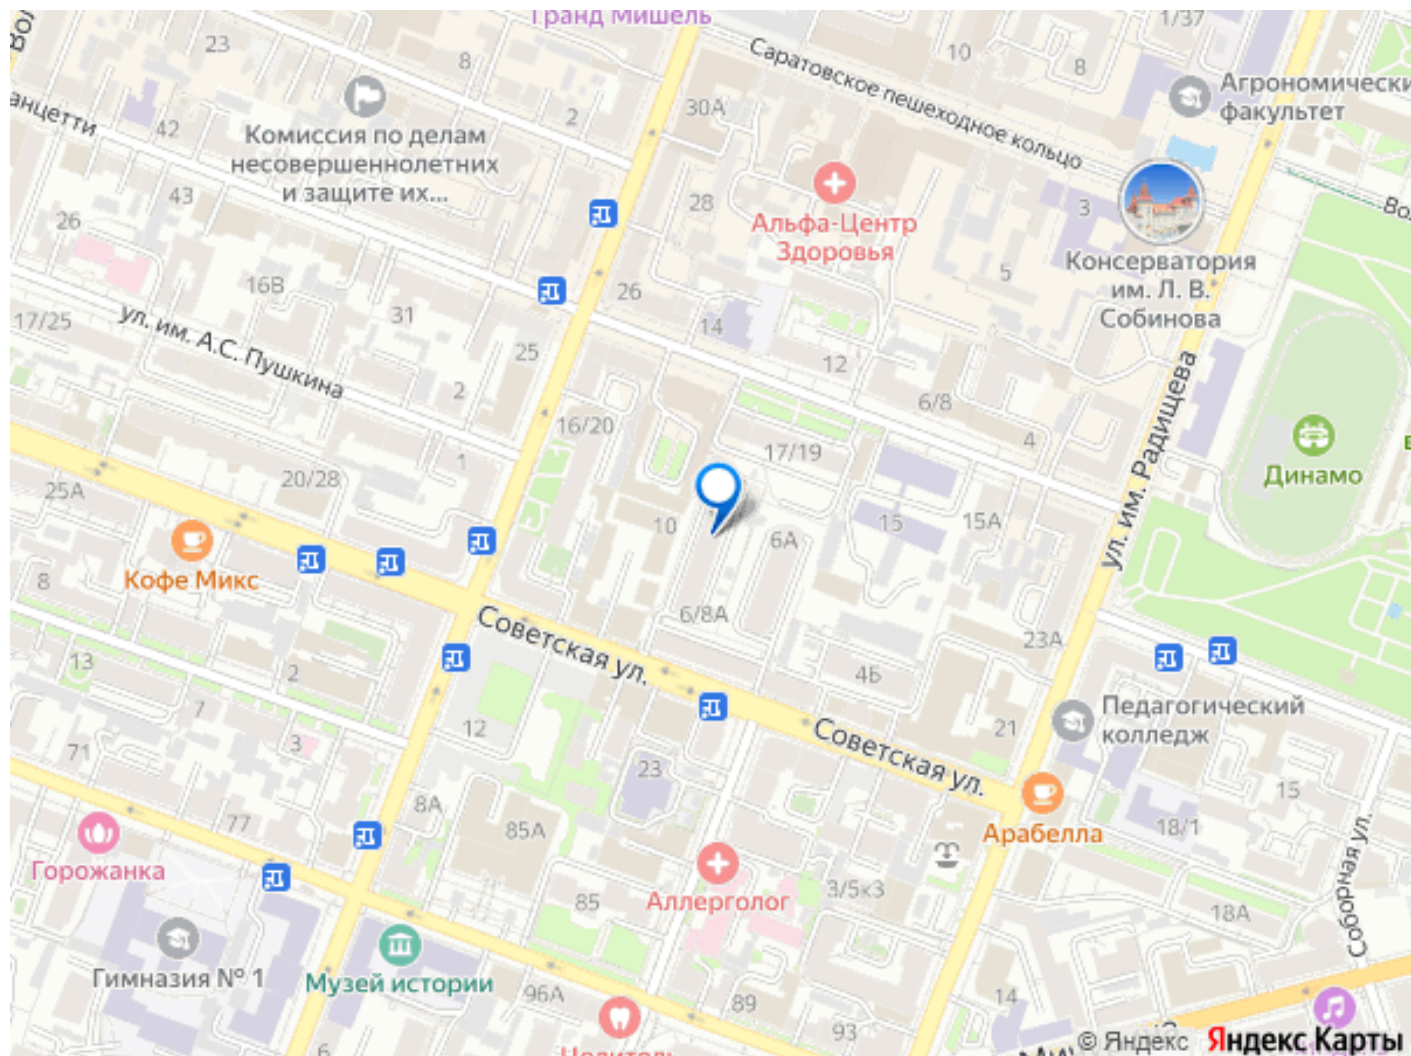 Гранд Мишель
1/37
23
8
10
8
Саратовское пешеходное кольцо
Агрономически
факультет
30А
анцетти
42
2
Комиссия по делам
несовершеннолетних
и защите их...
43
28
Альфа-Центр
Здоровья
3
26
5
Консерватория
им. Л. В.
Собинова
16В
26
17/25
ул. им. А.С. Пушкина
31
14
25
12
2
6/8
ул. им. Радищева
16/20
4
17/19
Динамо
1
20/28
25А
10
15
15А
6А
Кофе Микс
8
6/8А
Советская ул.
23А
13
4Б
2
7
Педагогический
колледж
12
21
3
71
Советская ул.
23
15
8А
77
85А
Арабелла
18/1
Горожанка
Соборная ул.
Аллерголог
3/5к3
85
18А
Гимназия № 1
Музей истории
96А
89
14
93
6
© Яндекс Яндекс Карты